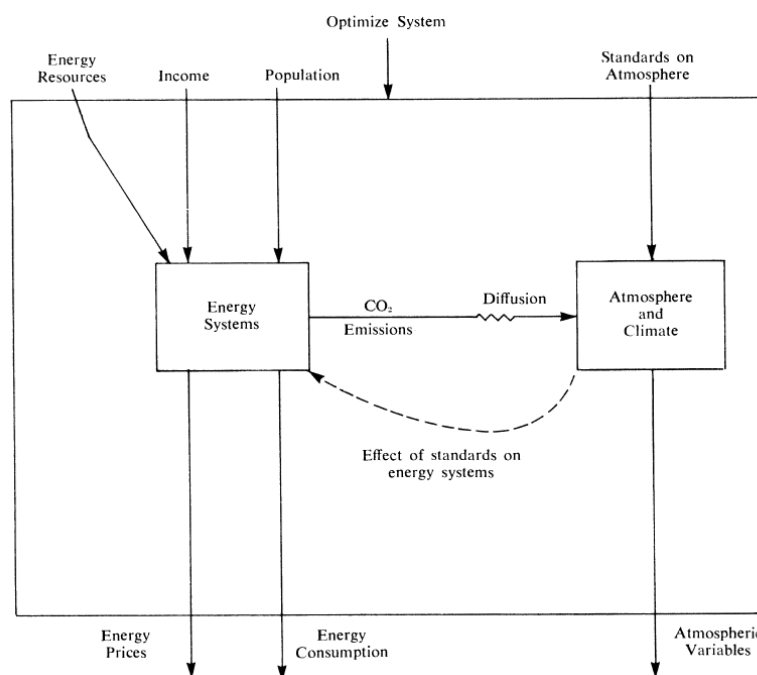 Optimize System
Energy
Resources
Income
Population
Standards on
Atmosphere
Energy
Systems
CO₂
Emissions
Diffusion
Atmosphere
and
Climate
Effect of standards on
energy systems
Energy
Prices
Energy
Consumption
Atmospheric
Variables